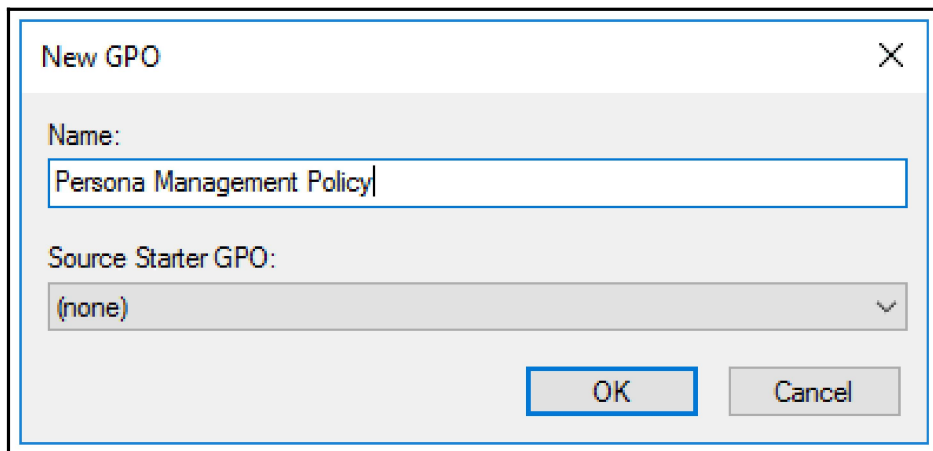 New GPO
Name:
Persona Management Policy
Source Starter GPO:
(none)
OK Cancel